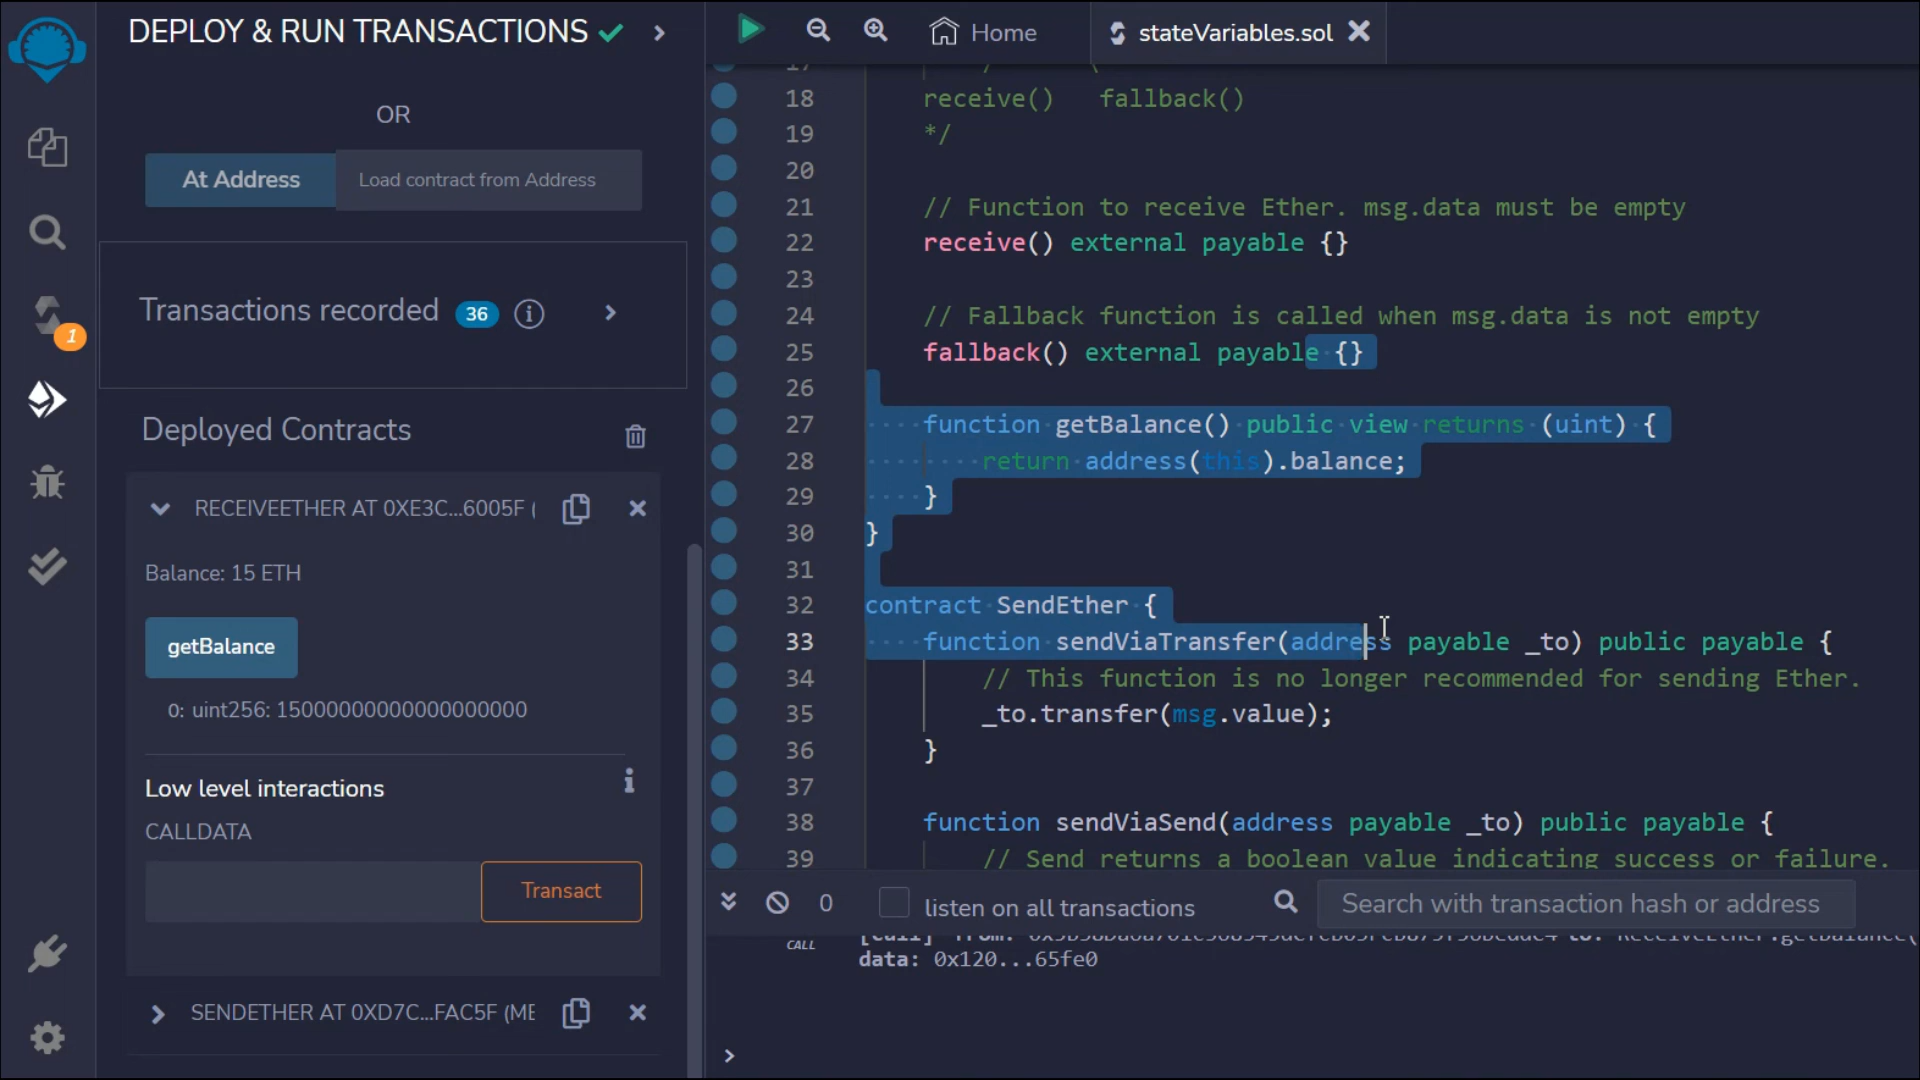 DEPLOY & RUN TRANSACTIONS
OR
At Address
Load contract from Address
Transactions recorded 36
1
Deployed Contracts
RECEIVEETHER AT 0XE3C...6005F (
Balance: 15 ETH
getBalance
0: uint256: 15000000000000000000
Low level interactions
CALLDATA
Transact
SENDETHER AT 0XD7C...FAC5F (ME
Home
stateVariables.sol
17
18 receive() fallback()
19 */
20
21 // Function to receive Ether. msg.data must be empty
22 receive() external payable {}
23
24 // Fallback function is called when msg.data is not empty
25 fallback() external payable {}
26
27 function getBalance() public view returns (uint) {
28 return address(this).balance;
29 }
30 }
31
32 contract SendEther {
33 function sendViaTransfer(address payable _to) public payable {
34 // This function is no longer recommended for sending Ether.
35 _to.transfer(msg.value);
36 }
37
38 function sendViaSend(address payable _to) public payable {
39 // Send returns a boolean value indicating success or failure.
0
listen on all transactions
Search with transaction hash or address
CALL [call] from: to: ReceiveEther.getBalance(
data: 0x120...65fe0
>